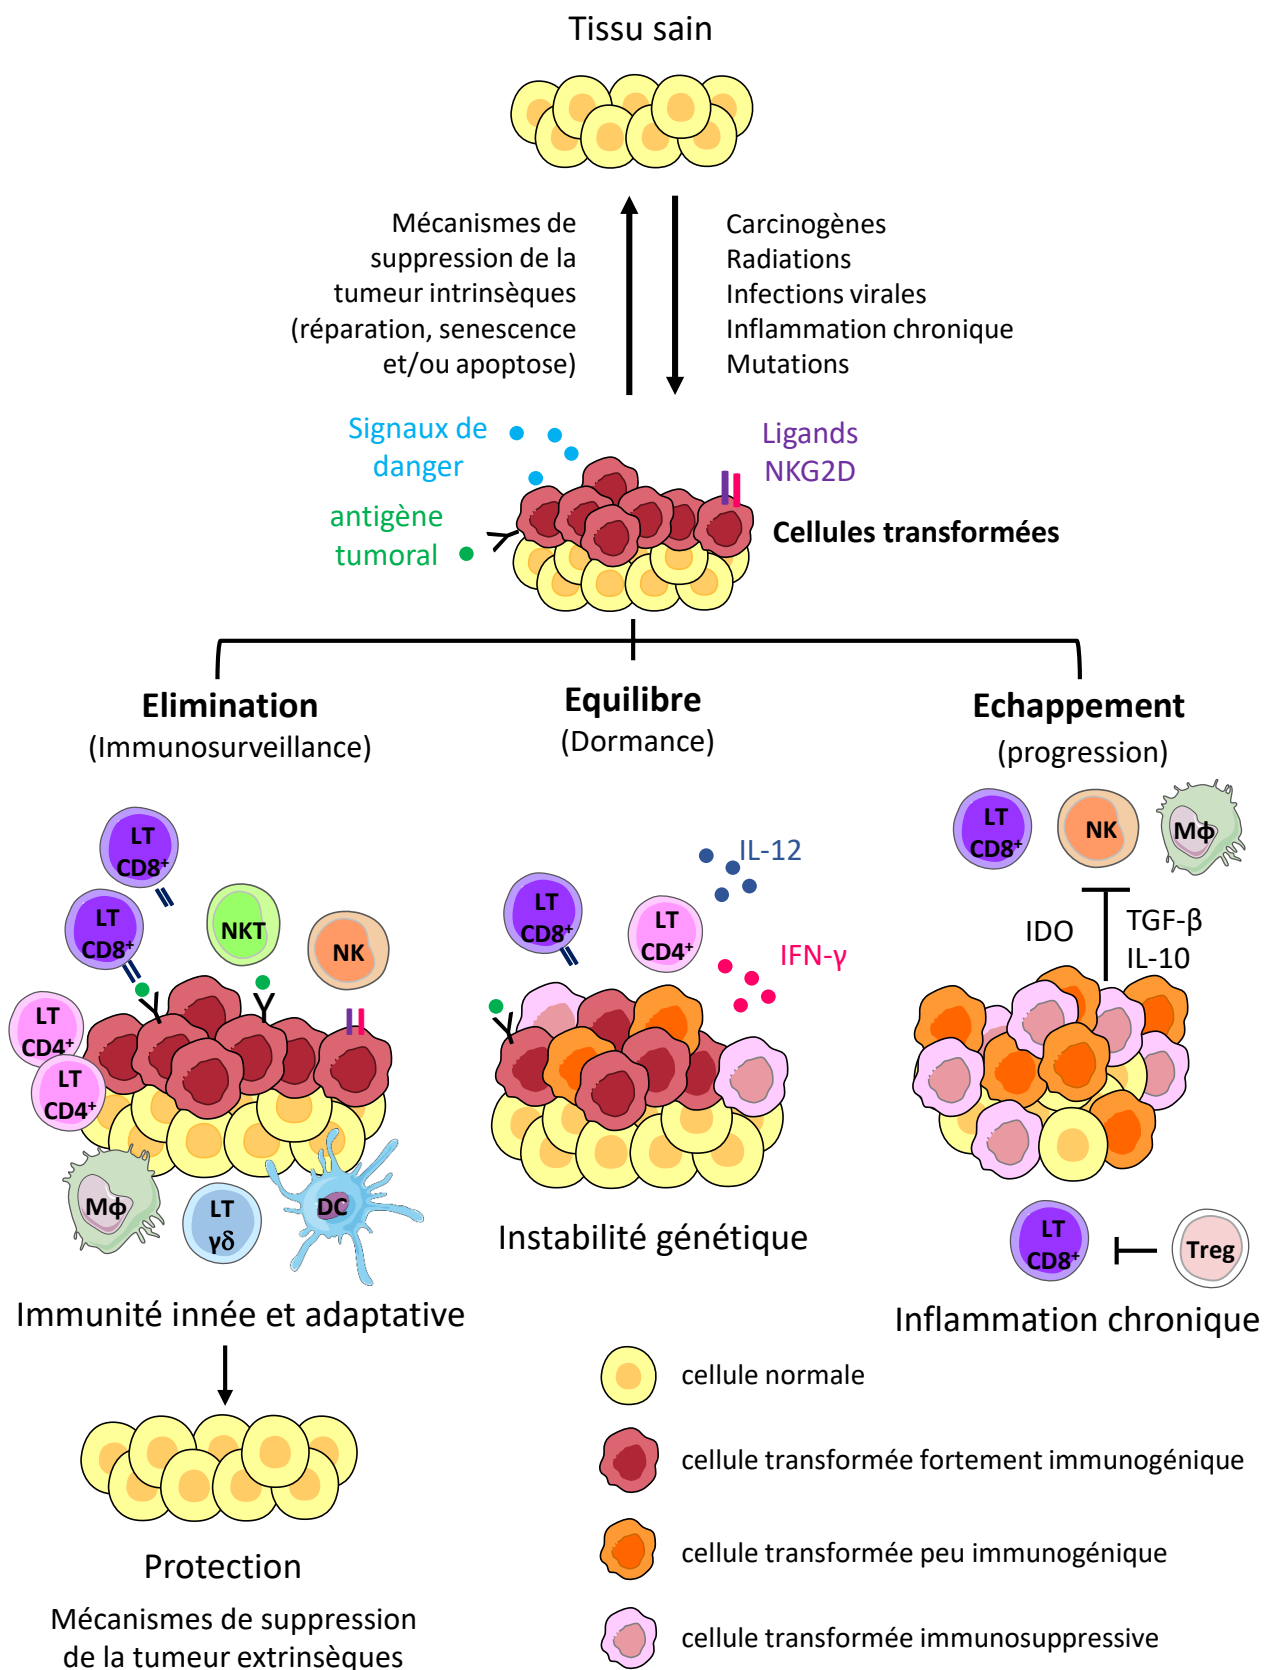 Tissu sain
Mécanismes de
suppression de la
tumeur intrinsèques
(réparation, senescence
et/ou apoptose)
Carcinogènes
Radiations
Infections virales
Inflammation chronique
Mutations
Signaux de
danger
antigène
tumoral
Ligands
NKG2D
Cellules transformées
Elimination
(Immunosurveillance)
LT
CD8+
LT
CD8+
NKT
NK
LT
CD4+
LT
CD4+
Mφ
LT
γδ
DC
Immunité innée et adaptative
Protection
Mécanismes de suppression
de la tumeur extrinsèques
Equilibre
(Dormance)
IL-12
LT
CD8+
LT
CD4+
IFN-γ
Instabilité génétique
Echappement
(progression)
LT
CD8+
NK
Mφ
IDO
TGF-β
IL-10
LT
CD8+
Treg
Inflammation chronique
cellule normale
cellule transformée fortement immunogénique
cellule transformée peu immunogénique
cellule transformée immunosuppressive